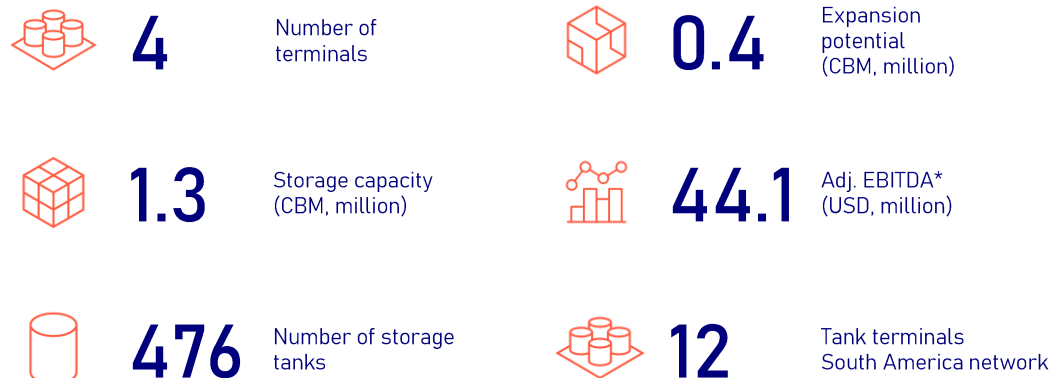 4
Number of
terminals
0.4
Expansion
potential
(CBM, million)
1.3
Storage capacity
(CBM, million)
44.1
Adj. EBITDA*
(USD, million)
476
Number of storage
tanks
12
Tank terminals
South America network